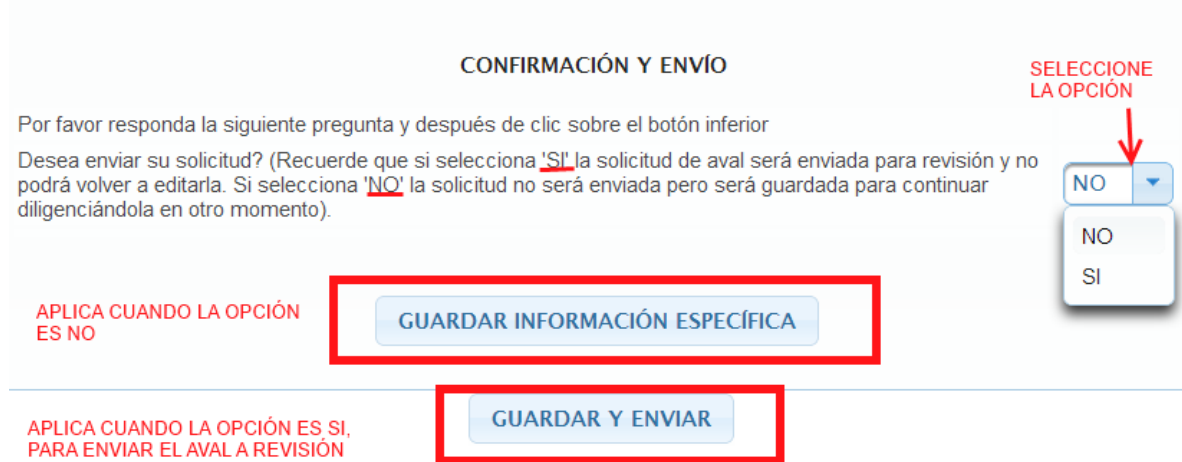 CONFIRMACIÓN Y ENVÍO
SELECCIONE
LA OPCIÓN
Por favor responda la siguiente pregunta y después de clic sobre el botón inferior
Desea enviar su solicitud? (Recuerde que si selecciona 'SI' la solicitud de aval será enviada para revisión y no
podrá volver a editarla. Si selecciona 'NO' la solicitud no será enviada pero será guardada para continuar
diligenciándola en otro momento).
NO
NO
SI
APLICA CUANDO LA OPCIÓN
ES NO
GUARDAR INFORMACIÓN ESPECÍFICA
GUARDAR Y ENVIAR
APLICA CUANDO LA OPCIÓN ES SI,
PARA ENVIAR EL AVAL A REVISIÓN